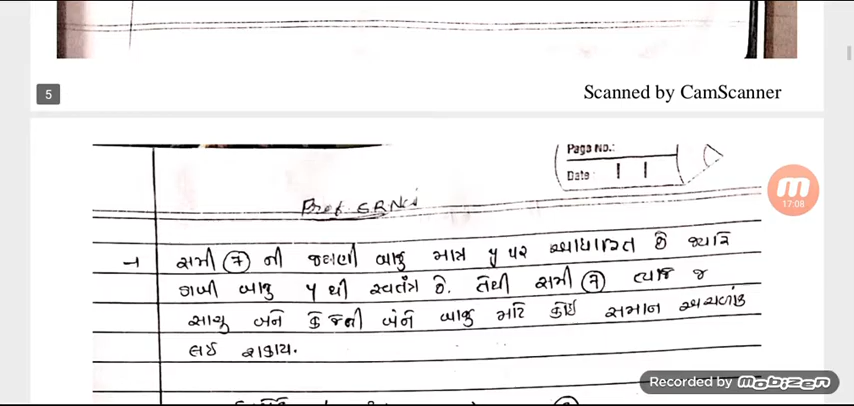 5
Scanned by CamScanner
Page No.:
Date
17:08
→ સમી (7) ની જમણી બાજુ માત્ર φ પર આધારિત છે જ્યારે
ડાબી બાજુ φ થી સ્વતંત્ર છે. તેથી સમી (7) ત્યારે જ
સાચુ બને કે જેની બંને બાજુ માટે કોઈ સમાન અચળાંક
લઈ શકાય.
Recorded by mobizen